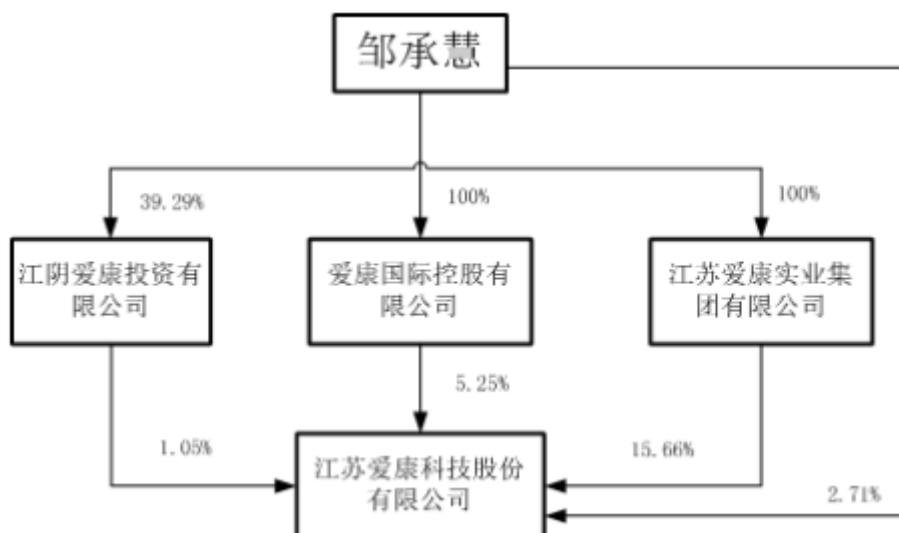 邹承慧
39.29%
100%
100%
江阴爱康投资有
限公司
爱康国际控股有
限公司
江苏爱康实业集
团有限公司
5.25%
1.05%
15.66%
江苏爱康科技股份
有限公司
2.71%